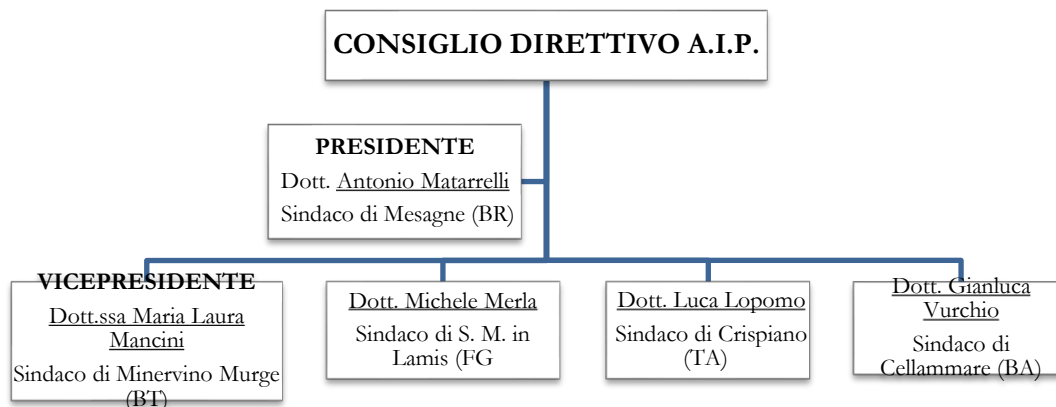 CONSIGLIO DIRETTIVO A.I.P.
PRESIDENTE
Dott. Antonio Matarrelli
Sindaco di Mesagne (BR)
VICEPRESIDENTE
Dott.ssa Maria Laura
Mancini
Sindaco di Minervino Murge
(BT)
Dott. Michele Merla
Sindaco di S. M. in
Lamis (FG
Dott. Luca Lopomo
Sindaco di Crispiano
(TA)
Dott. Gianluca
Vurchio
Sindaco di
Cellammare (BA)